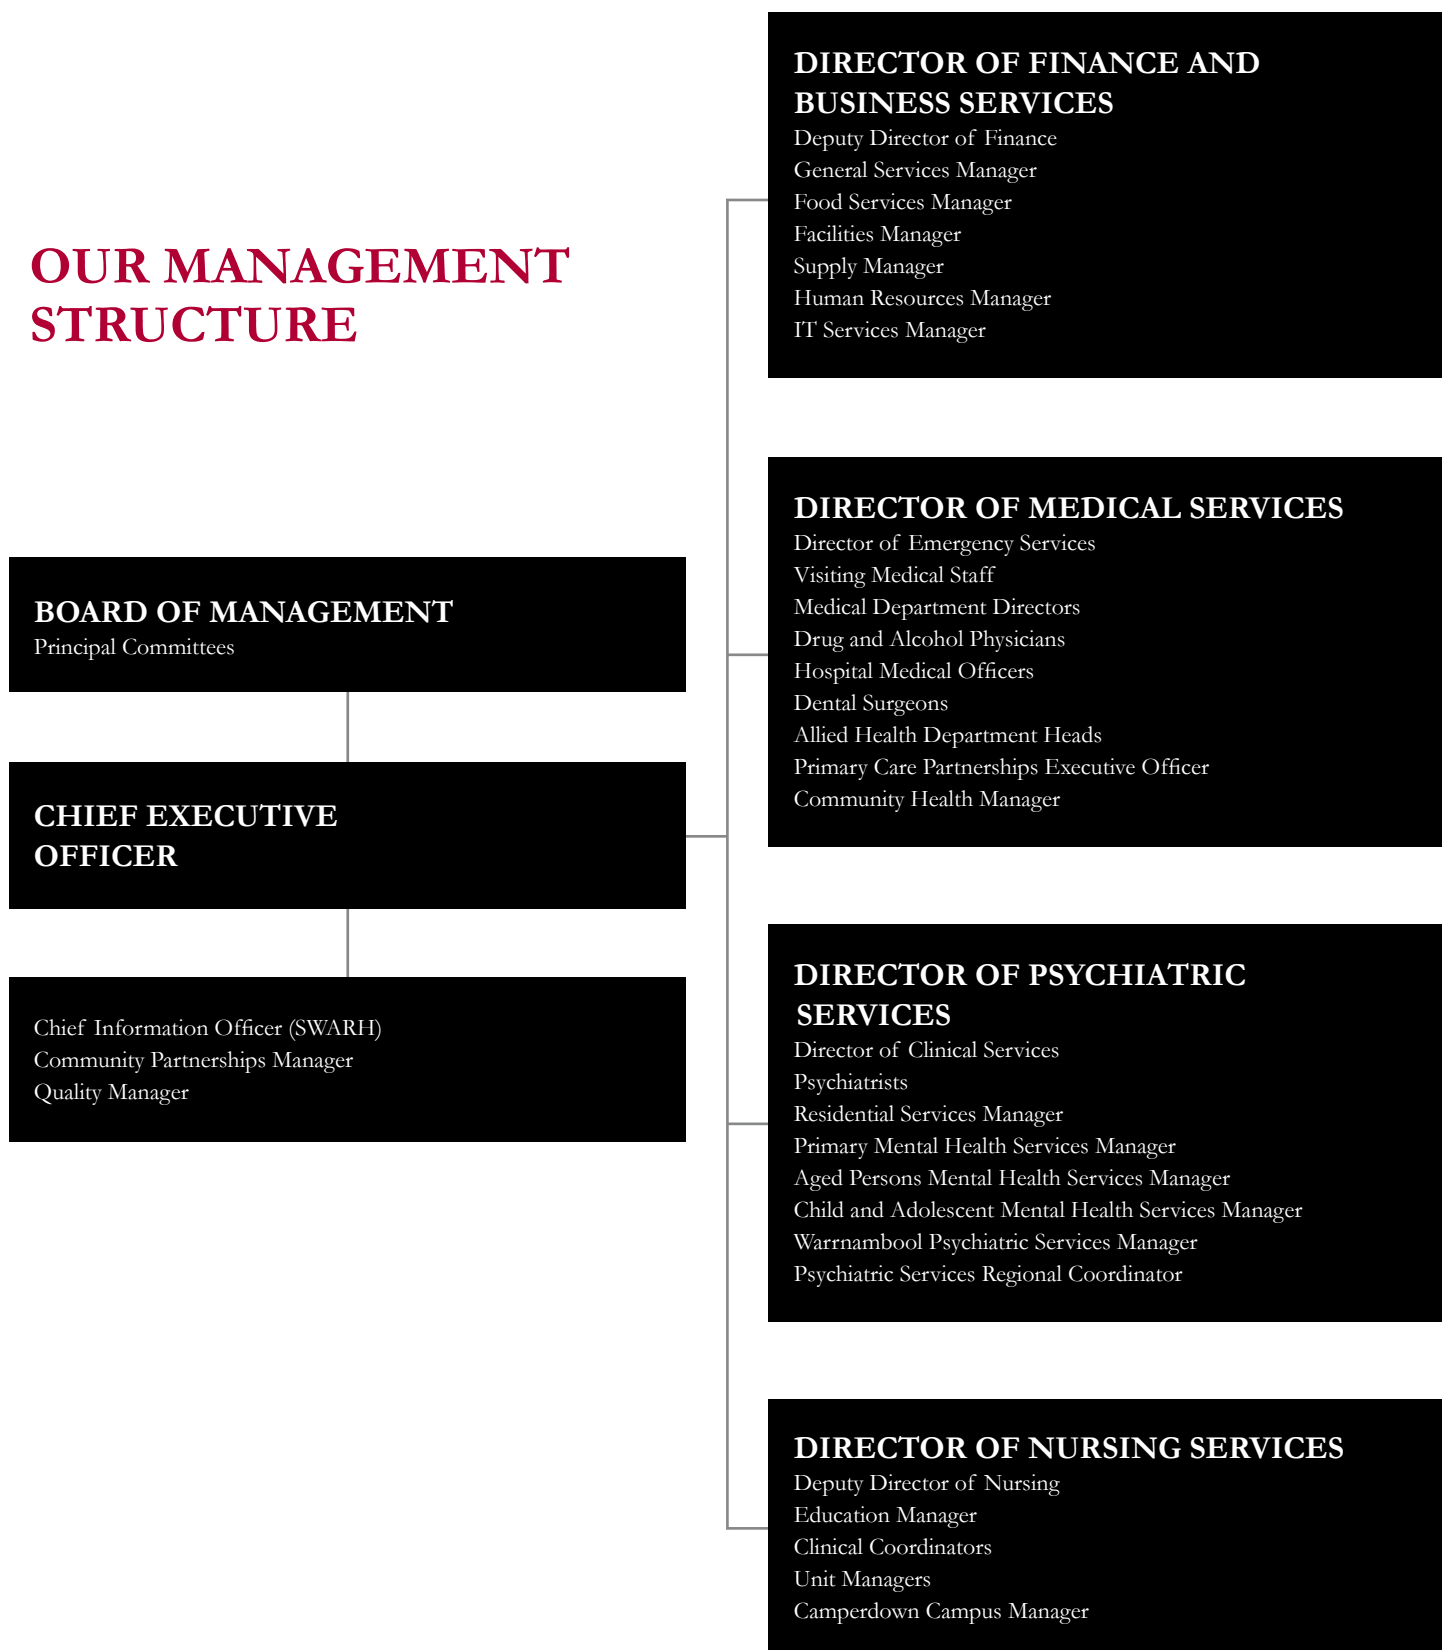 OUR MANAGEMENT
STRUCTURE
BOARD OF MANAGEMENT
Principal Committees
CHIEF EXECUTIVE
OFFICER
Chief Information Officer (SWARH)
Community Partnerships Manager
Quality Manager
DIRECTOR OF FINANCE AND
BUSINESS SERVICES
Deputy Director of Finance
General Services Manager
Food Services Manager
Facilities Manager
Supply Manager
Human Resources Manager
IT Services Manager
DIRECTOR OF MEDICAL SERVICES
Director of Emergency Services
Visiting Medical Staff
Medical Department Directors
Drug and Alcohol Physicians
Hospital Medical Officers
Dental Surgeons
Allied Health Department Heads
Primary Care Partnerships Executive Officer
Community Health Manager
DIRECTOR OF PSYCHIATRIC
SERVICES
Director of Clinical Services
Psychiatrists
Residential Services Manager
Primary Mental Health Services Manager
Aged Persons Mental Health Services Manager
Child and Adolescent Mental Health Services Manager
Warrnambool Psychiatric Services Manager
Psychiatric Services Regional Coordinator
DIRECTOR OF NURSING SERVICES
Deputy Director of Nursing
Education Manager
Clinical Coordinators
Unit Managers
Camperdown Campus Manager